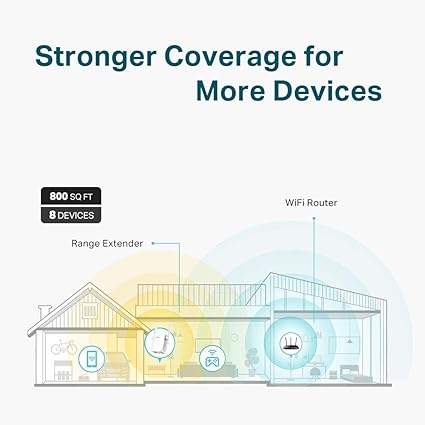 Stronger Coverage for
More Devices
800 SQ FT
8 DEVICES
WiFi Router
Range Extender